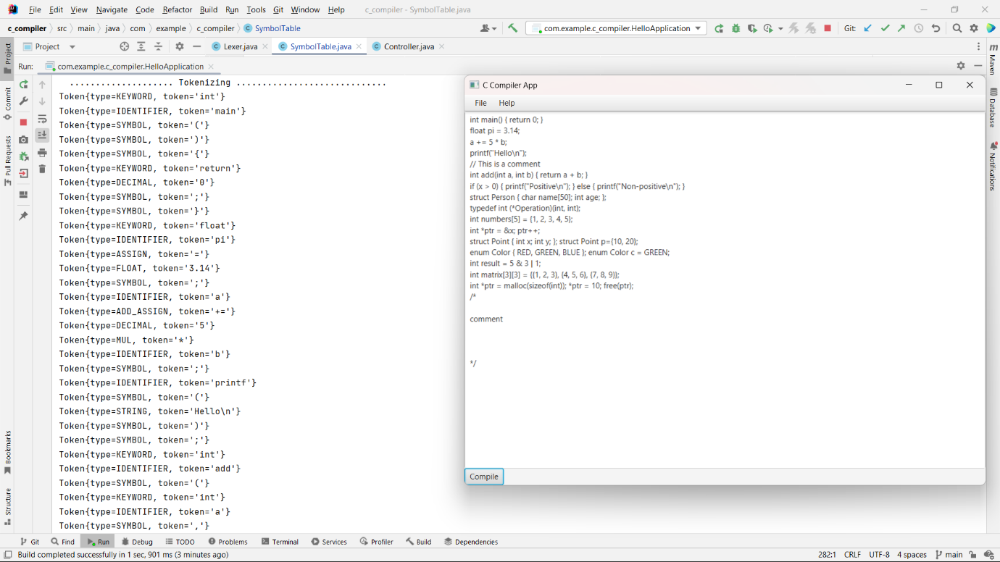 File Edit View Navigate Code Refactor Build Run Tools Git Window Help c_compiler - SymbolTable.java
c_compiler src main java com example c_compiler SymbolTable com.example.c_compiler.HelloApplication Git:
Project Lexer.java SymbolTable.java Controller.java
Run: com.example.c_compiler.HelloApplication
Project
Commit
Pull Requests
Bookmarks
Structure
.................... Tokenizing .............................
Token{type=KEYWORD, token='int'}
Token{type=IDENTIFIER, token='main'}
Token{type=SYMBOL, token='('}
Token{type=SYMBOL, token=')'}
Token{type=SYMBOL, token='{'}
Token{type=KEYWORD, token='return'}
Token{type=DECIMAL, token='0'}
Token{type=SYMBOL, token=';'}
Token{type=SYMBOL, token='}'}
Token{type=KEYWORD, token='float'}
Token{type=IDENTIFIER, token='pi'}
Token{type=ASSIGN, token='='}
Token{type=FLOAT, token='3.14'}
Token{type=SYMBOL, token=';'}
Token{type=IDENTIFIER, token='a'}
Token{type=ADD_ASSIGN, token='+='}
Token{type=DECIMAL, token='5'}
Token{type=MUL, token='*'}
Token{type=IDENTIFIER, token='b'}
Token{type=SYMBOL, token=';'}
Token{type=IDENTIFIER, token='printf'}
Token{type=SYMBOL, token='('}
Token{type=STRING, token='Hello\n'}
Token{type=SYMBOL, token=')'}
Token{type=SYMBOL, token=';'}
Token{type=KEYWORD, token='int'}
Token{type=IDENTIFIER, token='add'}
Token{type=SYMBOL, token='('}
Token{type=KEYWORD, token='int'}
Token{type=IDENTIFIER, token='a'}
Token{type=SYMBOL, token=','}
C Compiler App
File Help
int main() { return 0; }
float pi = 3.14;
a += 5 * b;
printf("Hello\n");
// This is a comment
int add(int a, int b) { return a + b; }
if (x > 0) { printf("Positive\n"); } else { printf("Non-positive\n"); }
struct Person { char name[50]; int age; };
typedef int (*Operation)(int, int);
int numbers[5] = {1, 2, 3, 4, 5};
int *ptr = &x; ptr++;
struct Point { int x; int y; }; struct Point p={10, 20};
enum Color { RED, GREEN, BLUE }; enum Color c = GREEN;
int result = 5 & 3 | 1;
int matrix[3][3] = {{1, 2, 3}, {4, 5, 6}, {7, 8, 9}};
int *ptr = malloc(sizeof(int)); *ptr = 10; free(ptr);
/*
comment
*/
Compile
m
Maven
Database
Notifications
Git Find Run Debug TODO Problems Terminal Services Profiler Build Dependencies
Build completed successfully in 1 sec, 901 ms (3 minutes ago) 282:1 CRLF UTF-8 4 spaces main